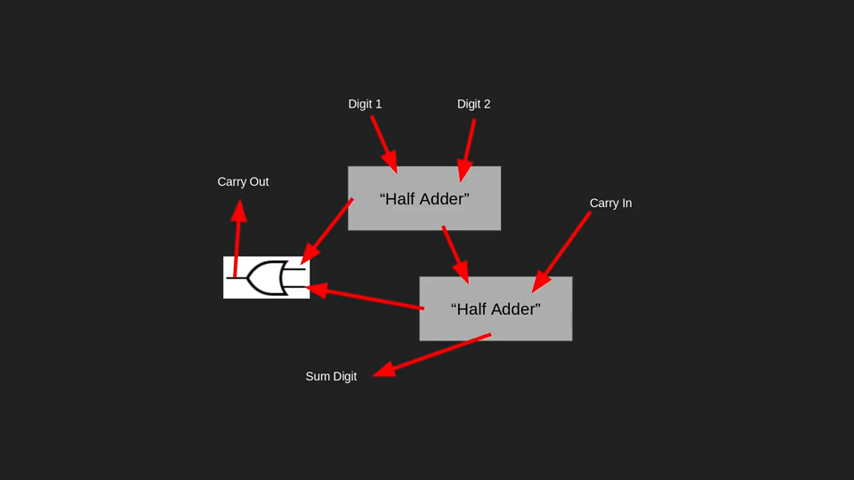 Digit 1
Digit 2
Carry Out
“Half Adder”
Carry In
“Half Adder”
Sum Digit